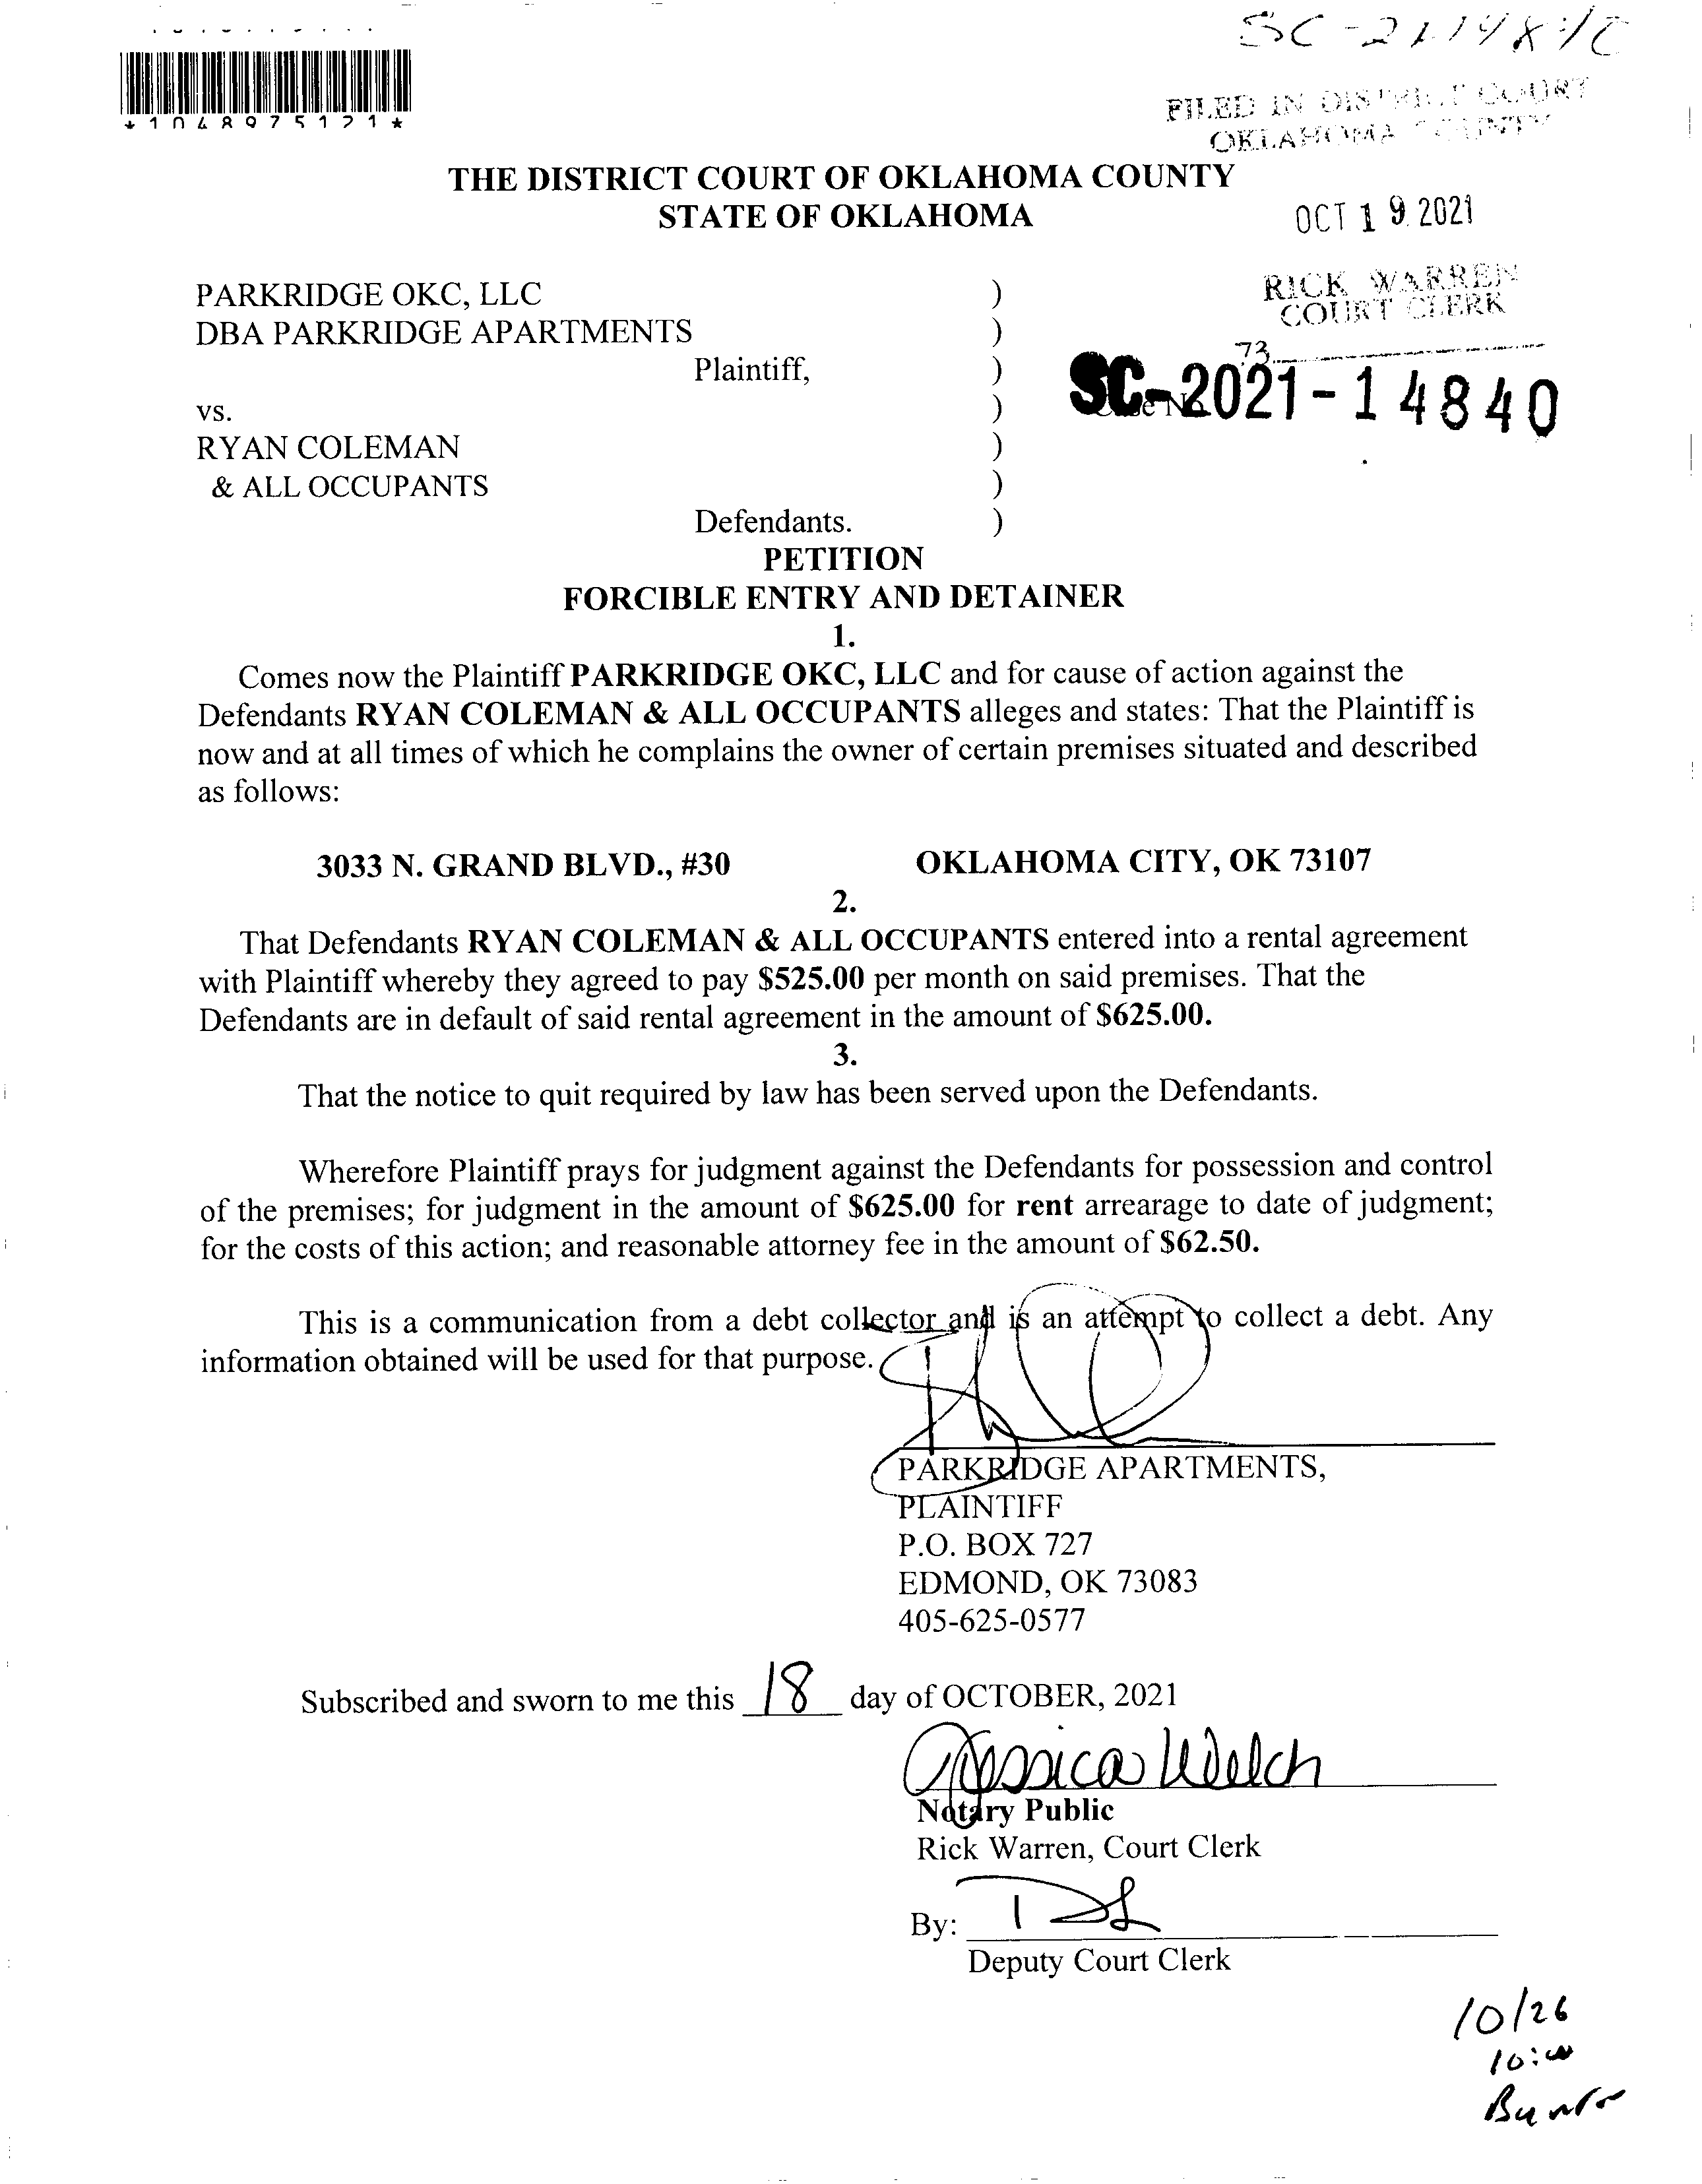 SC-21-14840
*1048975121*
FILED IN DISTRICT COURT
OKLAHOMA COUNTY
THE DISTRICT COURT OF OKLAHOMA COUNTY
STATE OF OKLAHOMA
OCT 19 2021
PARKRIDGE OKC, LLC )
DBA PARKRIDGE APARTMENTS )
Plaintiff, )
RICK WARREN
COURT CLERK
73
SC-2021-14840
vs. )
RYAN COLEMAN )
& ALL OCCUPANTS )
Defendants. )
PETITION
FORCIBLE ENTRY AND DETAINER
1.
Comes now the Plaintiff PARKRIDGE OKC, LLC and for cause of action against the
Defendants RYAN COLEMAN & ALL OCCUPANTS alleges and states: That the Plaintiff is
now and at all times of which he complains the owner of certain premises situated and described
as follows:
3033 N. GRAND BLVD., #30 OKLAHOMA CITY, OK 73107
2.
That Defendants RYAN COLEMAN & ALL OCCUPANTS entered into a rental agreement
with Plaintiff whereby they agreed to pay $525.00 per month on said premises. That the
Defendants are in default of said rental agreement in the amount of $625.00.
3.
That the notice to quit required by law has been served upon the Defendants.
Wherefore Plaintiff prays for judgment against the Defendants for possession and control
of the premises; for judgment in the amount of $625.00 for rent arrearage to date of judgment;
for the costs of this action; and reasonable attorney fee in the amount of $62.50.
This is a communication from a debt collector and is an attempt to collect a debt. Any
information obtained will be used for that purpose.
PARKRIDGE APARTMENTS,
PLAINTIFF
P.O. BOX 727
EDMOND, OK 73083
405-625-0577
Subscribed and sworn to me this 18 day of OCTOBER, 2021
Jessica Welch
Notary Public
Rick Warren, Court Clerk
By:
Deputy Court Clerk
10/26
10:00